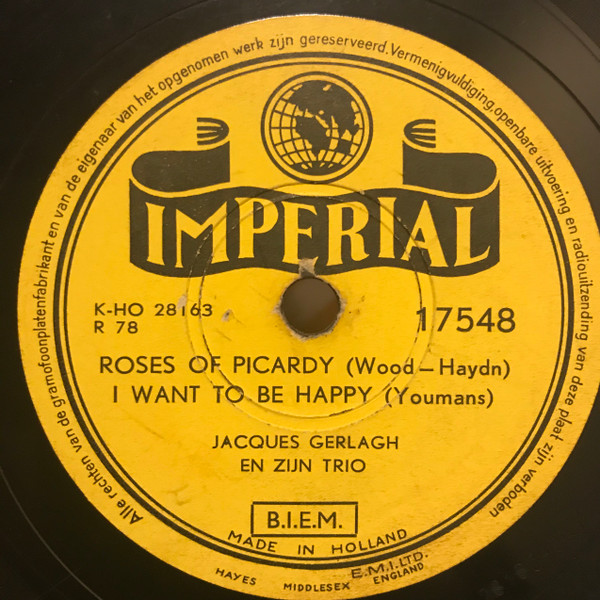 Alle rechten van de gramofoonplatenfabrikant en van de eigenaar van het opgenomen werk zijn gereserveerd. Vermenigvuldiging, openbare uitvoering en radiouitzending van deze plaat zijn verboden
IMPERIAL
K-HO 28163
R 78
17548
ROSES OF PICARDY (Wood-Haydn)
I WANT TO BE HAPPY (Youmans)
JACQUES GERLAGH
EN ZIJN TRIO
B.I.E.M.
MADE IN HOLLAND
E.M.I. LTD.
HAYES MIDDLESEX ENGLAND